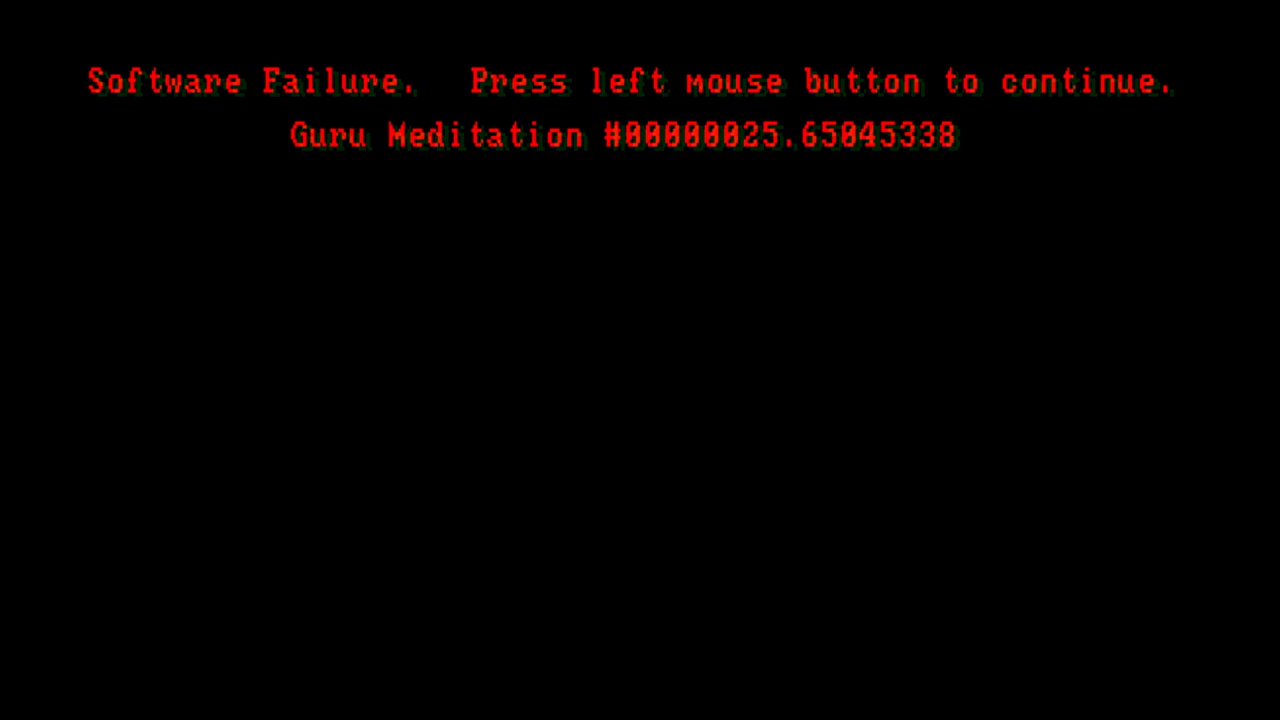 Software Failure.  Press left mouse button to continue.
Guru Meditation #00000025.65045338